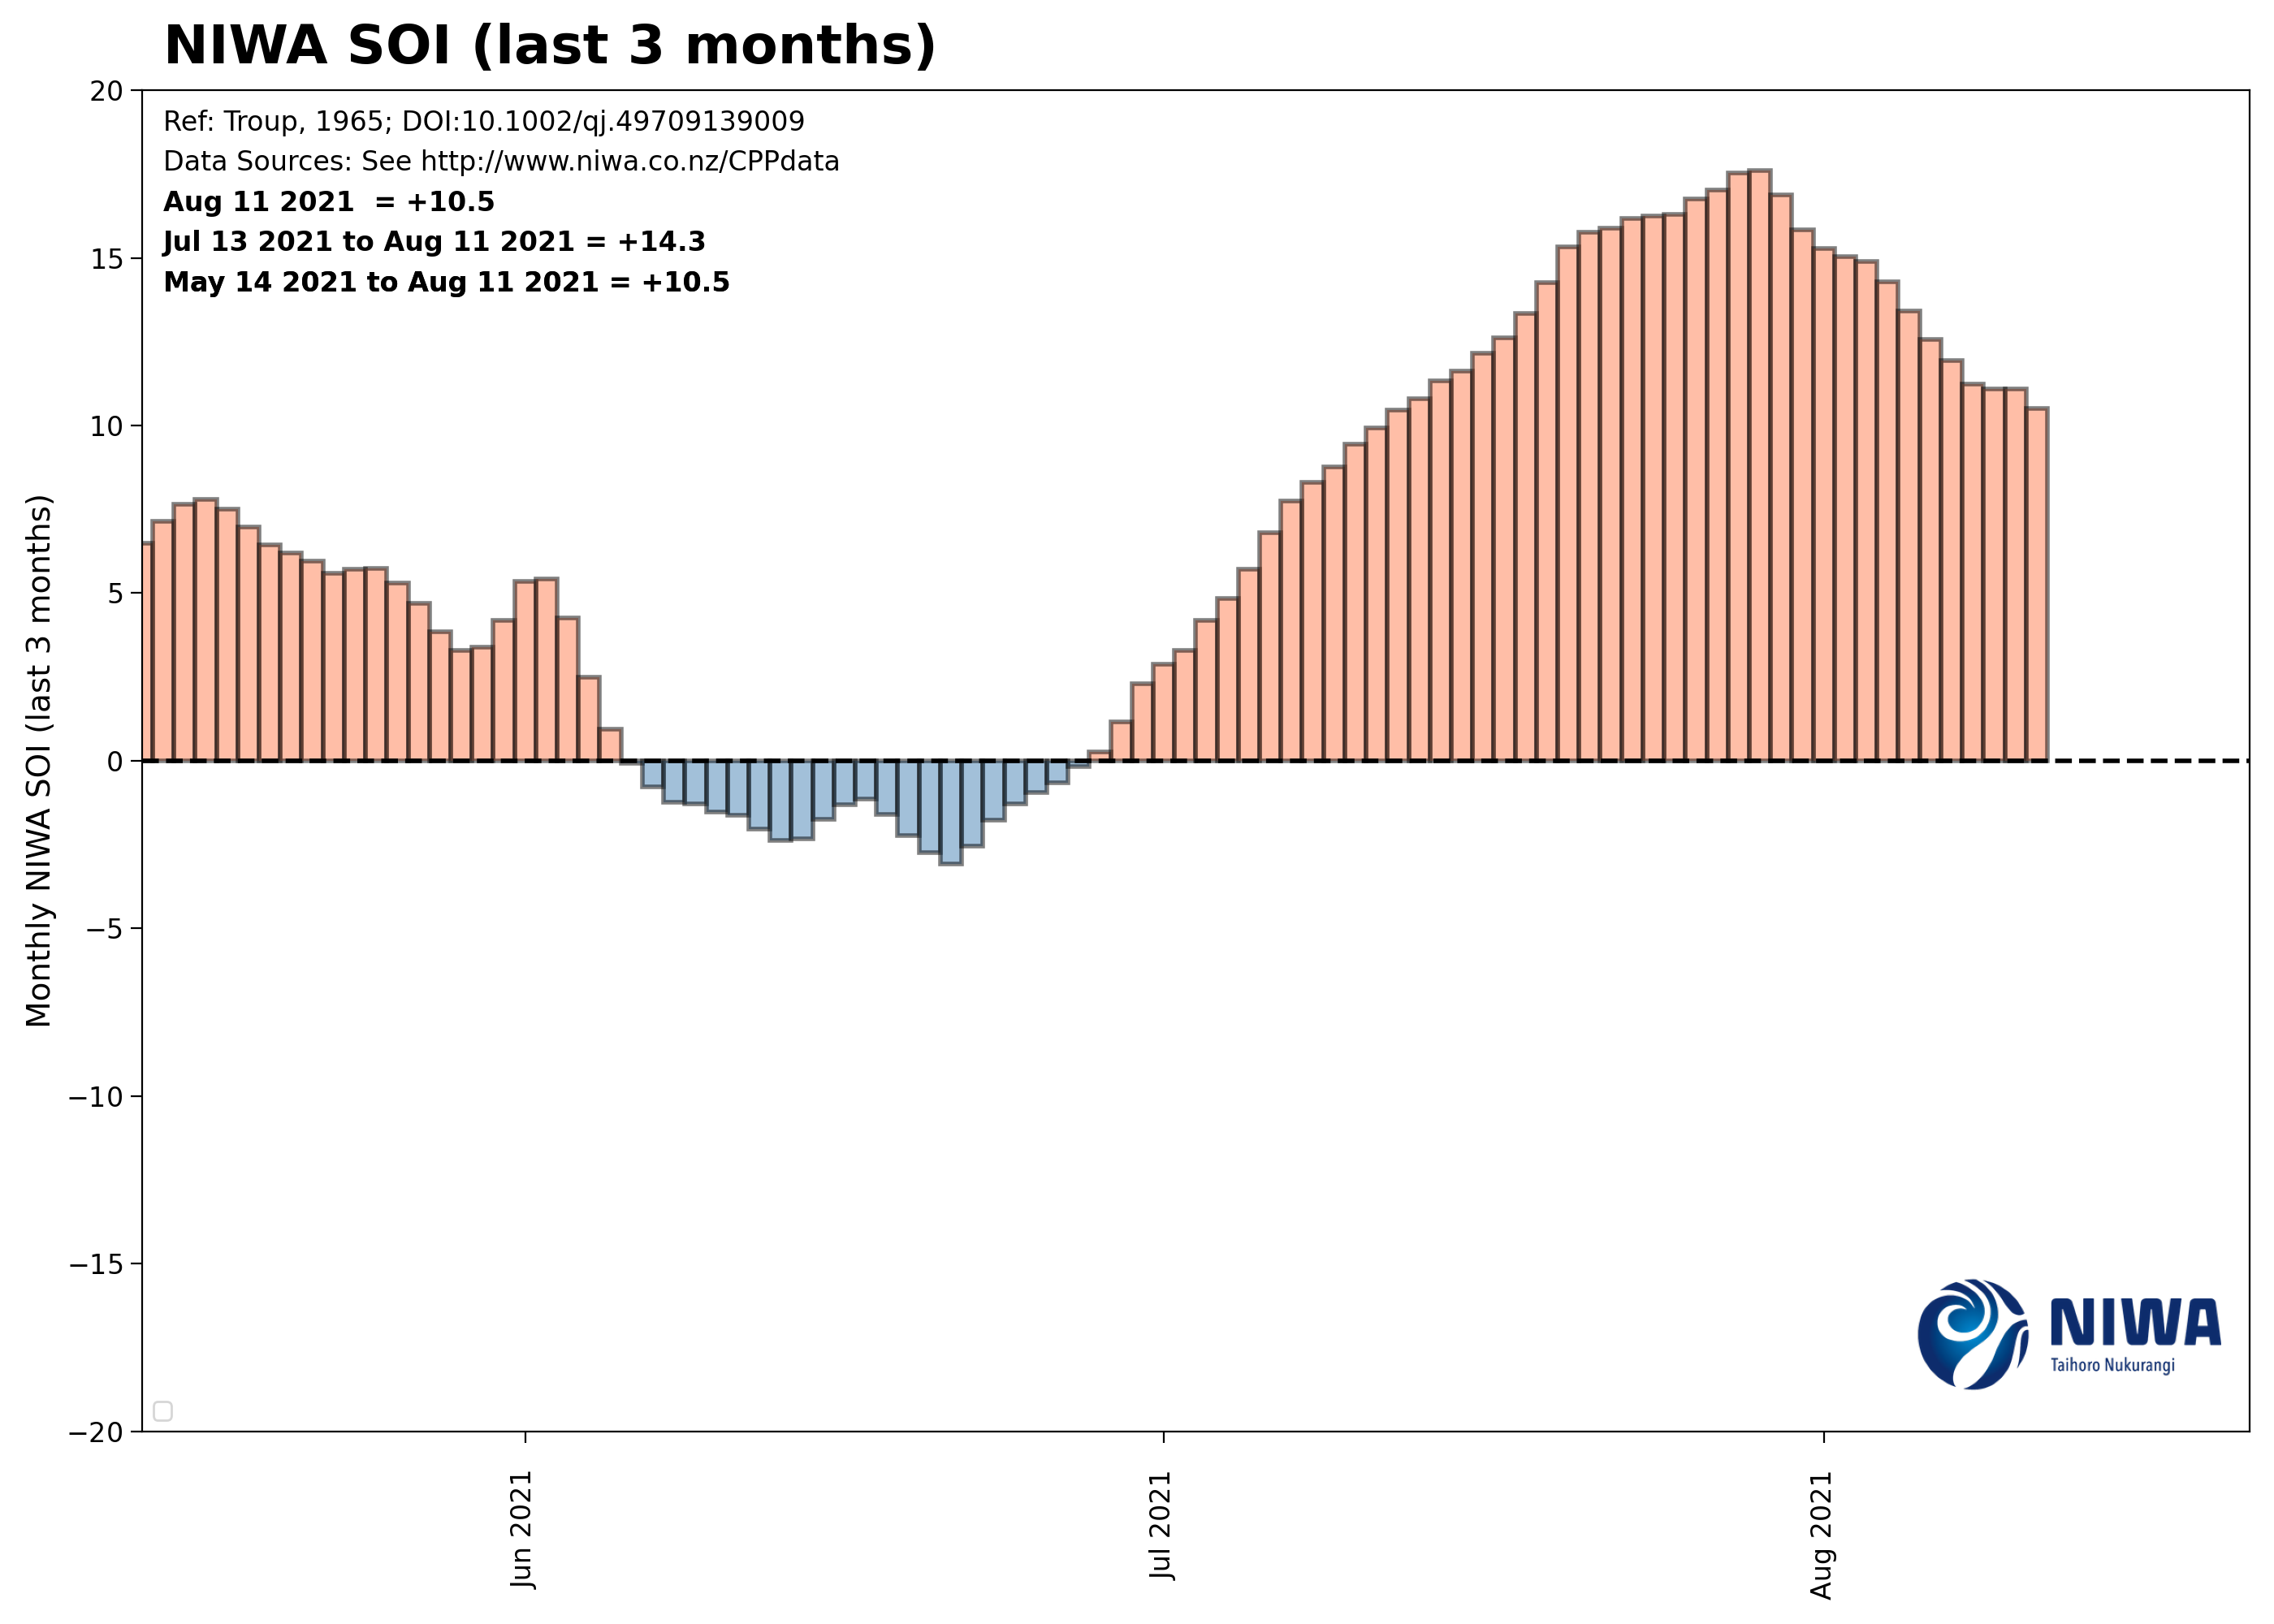 NIWA SOI (last 3 months)
Ref: Troup, 1965; DOI:10.1002/qj.49709139009
Data Sources: See http://www.niwa.co.nz/CPPdata
Aug 11 2021  = +10.5
Jul 13 2021 to Aug 11 2021 = +14.3
May 14 2021 to Aug 11 2021 = +10.5
Monthly NIWA SOI (last 3 months)
20
15
10
5
0
−5
−10
−15
−20
Jun 2021
Jul 2021
Aug 2021
NIWA
Taihoro Nukurangi